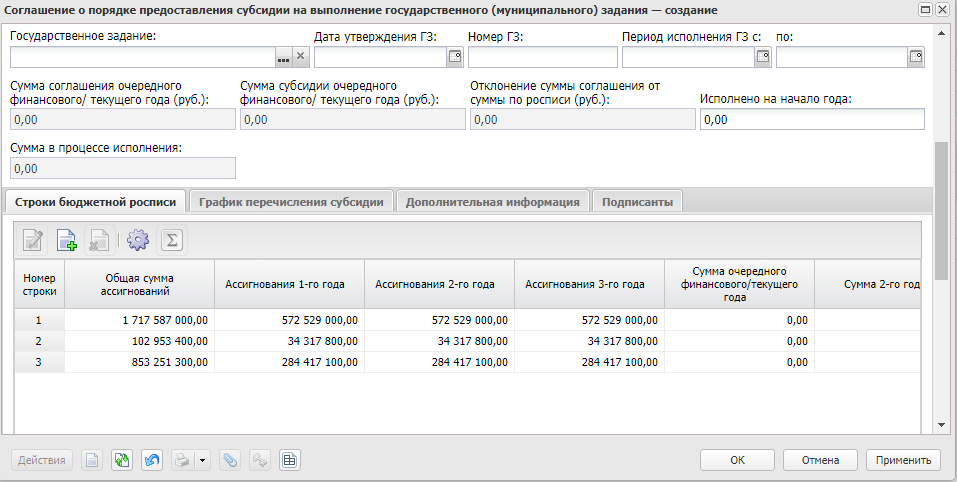 Соглашение о порядке предоставления субсидии на выполнение государственного (муниципального) задания — создание
Государственное задание: Дата утверждения ГЗ: Номер ГЗ: Период исполнения ГЗ с: по:
...
Сумма соглашения очередного финансового/ текущего года (руб.):
Сумма субсидии очередного финансового/ текущего года (руб.):
Отклонение суммы соглашения от суммы по росписи (руб.):
Исполнено на начало года:
0,00 0,00 0,00 0,00
Сумма в процессе исполнения:
0,00
Строки бюджетной росписи График перечисления субсидии Дополнительная информация Подписанты
Σ
Номер строки Общая сумма ассигнований Ассигнования 1-го года Ассигнования 2-го года Ассигнования 3-го года Сумма очередного финансового/текущего года Сумма 2-го год
1 1 717 587 000,00 572 529 000,00 572 529 000,00 572 529 000,00 0,00
2 102 953 400,00 34 317 800,00 34 317 800,00 34 317 800,00 0,00
3 853 251 300,00 284 417 100,00 284 417 100,00 284 417 100,00 0,00
Действия ОК Отмена Применить